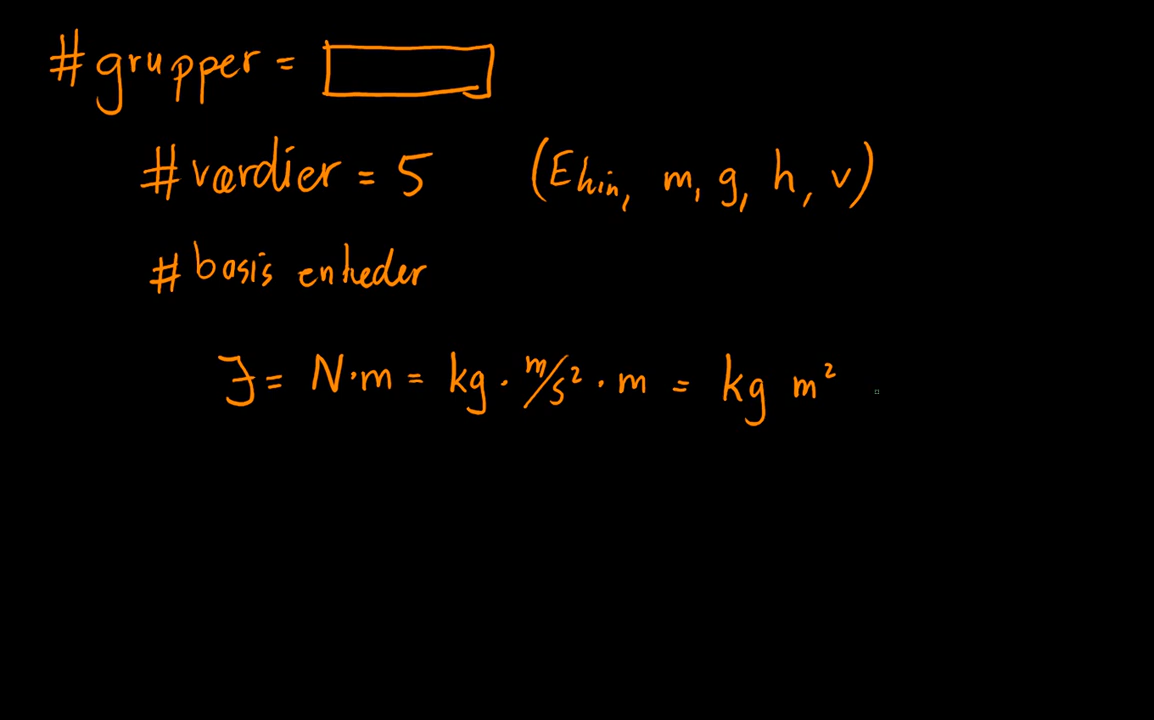 #grupper =
#værdier = 5 (Ekin, m, g, h, v)
#basis enheder
J = N·m = kg · m/s² · m = kg m²